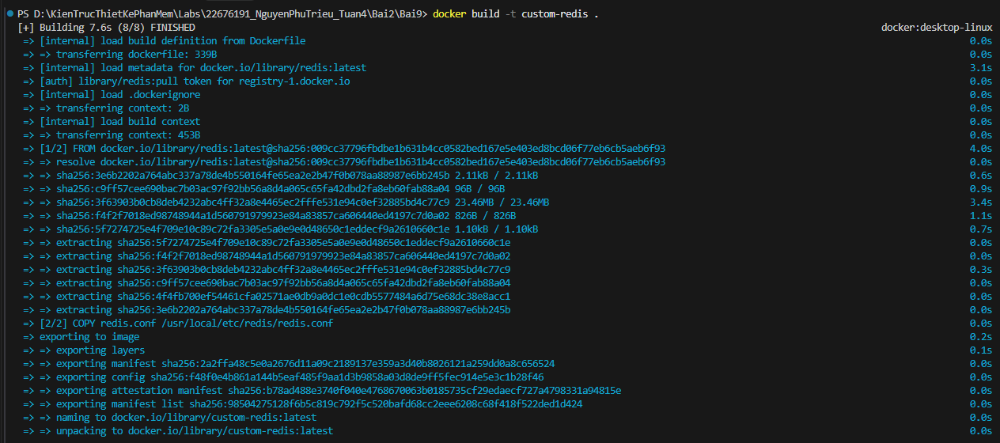 PS D:\KienTrucThietKePhanMem\Labs\22676191_NguyenPhuTrieu_Tuan4\Bai2\Bai9> docker build -t custom-redis .
[+] Building 7.6s (8/8) FINISHED docker:desktop-linux
=> [internal] load build definition from Dockerfile 0.0s
=> => transferring dockerfile: 339B 0.0s
=> [internal] load metadata for docker.io/library/redis:latest 3.1s
=> [auth] library/redis:pull token for registry-1.docker.io 0.0s
=> [internal] load .dockerignore 0.0s
=> => transferring context: 2B 0.0s
=> [internal] load build context 0.0s
=> => transferring context: 453B 0.0s
=> [1/2] FROM docker.io/library/redis:latest@sha256:009cc37796fbdbe1b631b4cc0582bed167e5e403ed8bcd06f77eb6cb5aeb6f93 4.0s
=> => resolve docker.io/library/redis:latest@sha256:009cc37796fbdbe1b631b4cc0582bed167e5e403ed8bcd06f77eb6cb5aeb6f93 0.0s
=> => sha256:3e6b2202a764abc337a78de4b550164fe65ea2e2b47f0b078aa88987e6bb245b 2.11kB / 2.11kB 0.6s
=> => sha256:c9ff57cee690bac7b03ac97f92bb56a8d4a065c65fa42dbd2fa8eb60fab88a04 96B / 96B 0.9s
=> => sha256:3f63903b0cb8deb4232abc4ff32a8e4465ec2fffe531e94c0ef32885bd4c77c9 23.46MB / 23.46MB 3.4s
=> => sha256:f4f2f7018ed98748944a1d560791979923e84a83857ca606440ed4197c7d0a02 826B / 826B 1.1s
=> => sha256:5f7274725e4f709e10c89c72fa3305e5a0e9e0d48650c1eddecf9a2610660c1e 1.10kB / 1.10kB 0.7s
=> => extracting sha256:5f7274725e4f709e10c89c72fa3305e5a0e9e0d48650c1eddecf9a2610660c1e 0.0s
=> => extracting sha256:f4f2f7018ed98748944a1d560791979923e84a83857ca606440ed4197c7d0a02 0.0s
=> => extracting sha256:3f63903b0cb8deb4232abc4ff32a8e4465ec2fffe531e94c0ef32885bd4c77c9 0.3s
=> => extracting sha256:c9ff57cee690bac7b03ac97f92bb56a8d4a065c65fa42dbd2fa8eb60fab88a04 0.0s
=> => extracting sha256:4f4fb700ef54461cfa02571ae0db9a0dc1e0cdb5577484a6d75e68dc38e8acc1 0.0s
=> => extracting sha256:3e6b2202a764abc337a78de4b550164fe65ea2e2b47f0b078aa88987e6bb245b 0.0s
=> [2/2] COPY redis.conf /usr/local/etc/redis/redis.conf 0.0s
=> exporting to image 0.2s
=> => exporting layers 0.1s
=> => exporting manifest sha256:2a2ffa48c5e0a2676d11a09c2189137e359a3d40b8026121a259dd0a8c656524 0.0s
=> => exporting config sha256:f48f0e4b861a144b5eaf485f9aa1d3b9858a03d8de9ff5fec914e5e3c1b28f46 0.0s
=> => exporting attestation manifest sha256:b78ad488e3740f040e4768670063b0185735cf29edaecf727a4798331a94815e 0.0s
=> => exporting manifest list sha256:98504275128f6b5c819c792f5c520bafd68cc2eee6208c68f418f522ded1d424 0.0s
=> => naming to docker.io/library/custom-redis:latest 0.0s
=> => unpacking to docker.io/library/custom-redis:latest 0.0s